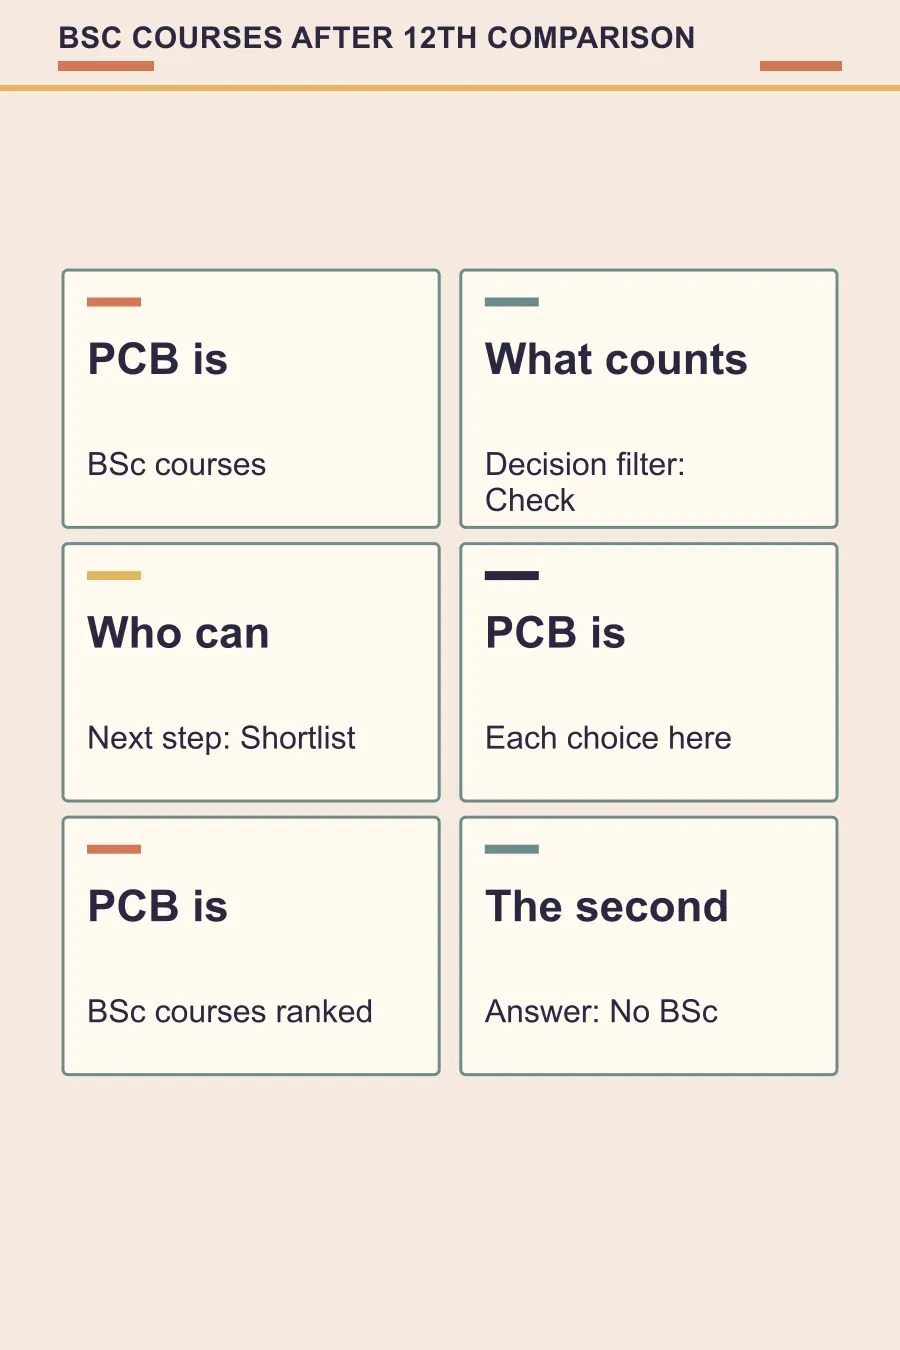 BSC COURSES AFTER 12TH COMPARISON
PCB is
BSc courses
What counts
Decision filter:
Check
Who can
Next step: Shortlist
PCB is
Each choice here
PCB is
BSc courses ranked
The second
Answer: No BSc